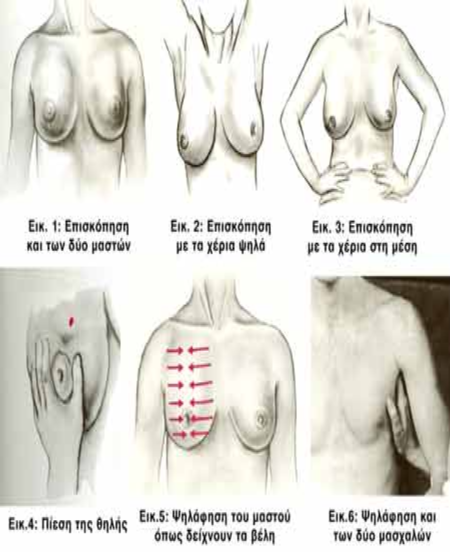 Εικ. 1: Επισκόπηση
και των δύο μαστών
Εικ. 2: Επισκόπηση
με τα χέρια ψηλά
Εικ. 3: Επισκόπηση
με τα χέρια στη μέση
Εικ.4: Πίεση της θηλής
Εικ.5: Ψηλάφηση του μαστού
όπως δείχνουν τα βέλη
Εικ.6: Ψηλάφηση και
των δύο μασχαλών